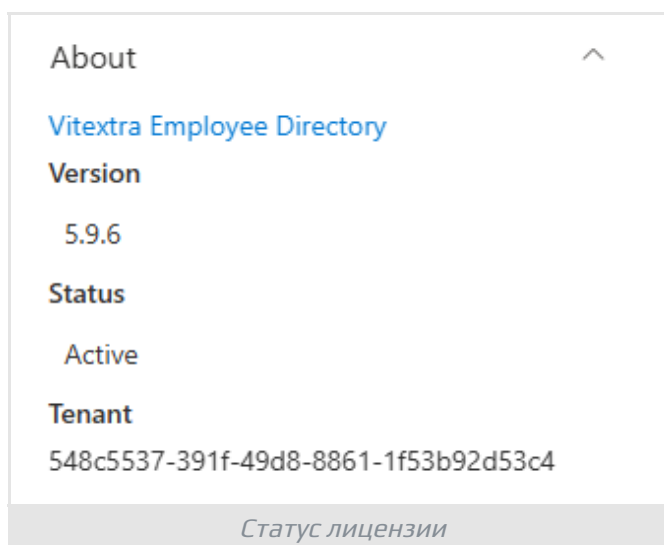 About
Vitextra Employee Directory
Version
5.9.6
Status
Active
Tenant
548c5537-391f-49d8-8861-1f53b92d53c4
Статус лицензии